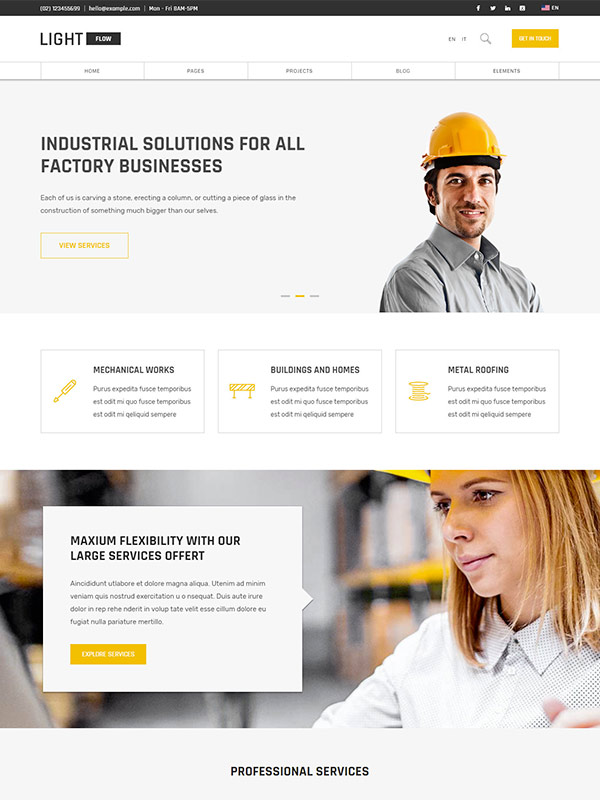 (02) 123455699 | hello@example.com | Mon - Fri 8AM-5PM
EN
LIGHT FLOW
EN IT
GET IN TOUCH
HOME PAGES PROJECTS BLOG ELEMENTS
INDUSTRIAL SOLUTIONS FOR ALL
FACTORY BUSINESSES
Each of us is carving a stone, erecting a column, or cutting a piece of glass in the
construction of something much bigger than our selves.
VIEW SERVICES
MECHANICAL WORKS
Purus expedita fusce temporibus
est odit mi quo fusce temporibus
est odit mi qeliquid sempere
BUILDINGS AND HOMES
Purus expedita fusce temporibus
est odit mi quo fusce temporibus
est odit mi qeliquid sempere
METAL ROOFING
Purus expedita fusce temporibus
est odit mi quo fusce temporibus
est odit mi qeliquid sempere
MAXIUM FLEXIBILITY WITH OUR
LARGE SERVICES OFFERT
Aincididunt utlabore et dolore magna aliqua. Utenim ad minim
veniam quis nostrud exercitation u o nsequat. Duis aute irure
dolor in rep rehe nderit in volup tate velit esse cillum dolore eu
fugiat nulla pariature mertillo.
EXPLORE SERVICES
PROFESSIONAL SERVICES